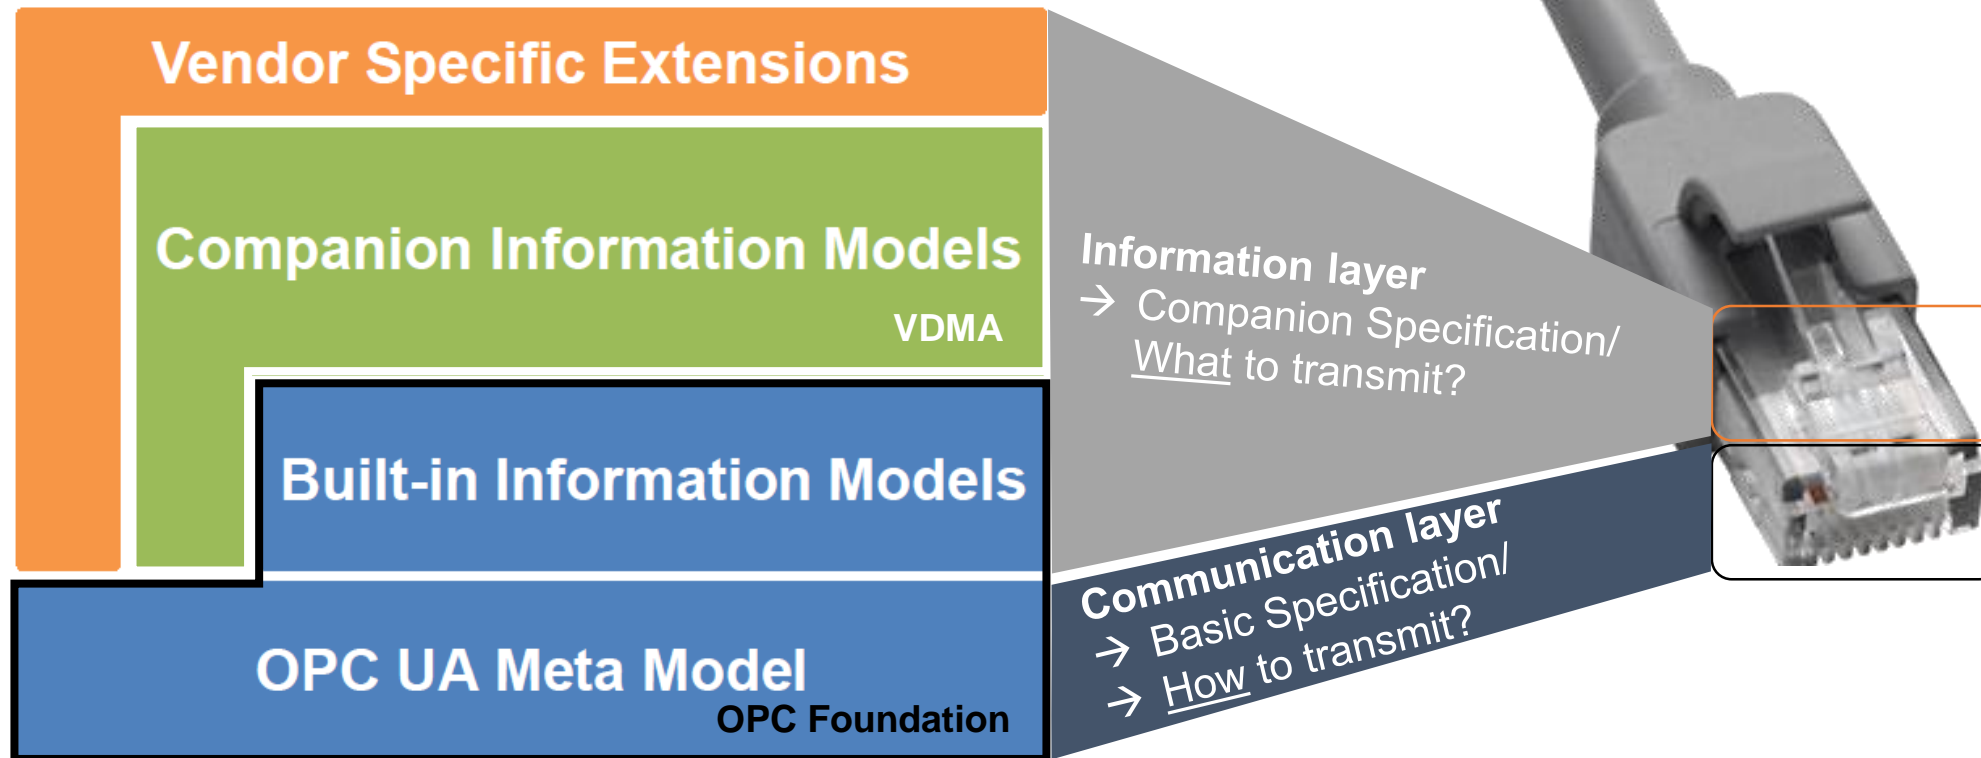 Vendor Specific Extensions
Companion Information Models
VDMA
Built-in Information Models
OPC UA Meta Model
OPC Foundation
Information layer
→ Companion Specification/
What to transmit?
Communication layer
→ Basic Specification/
→ How to transmit?